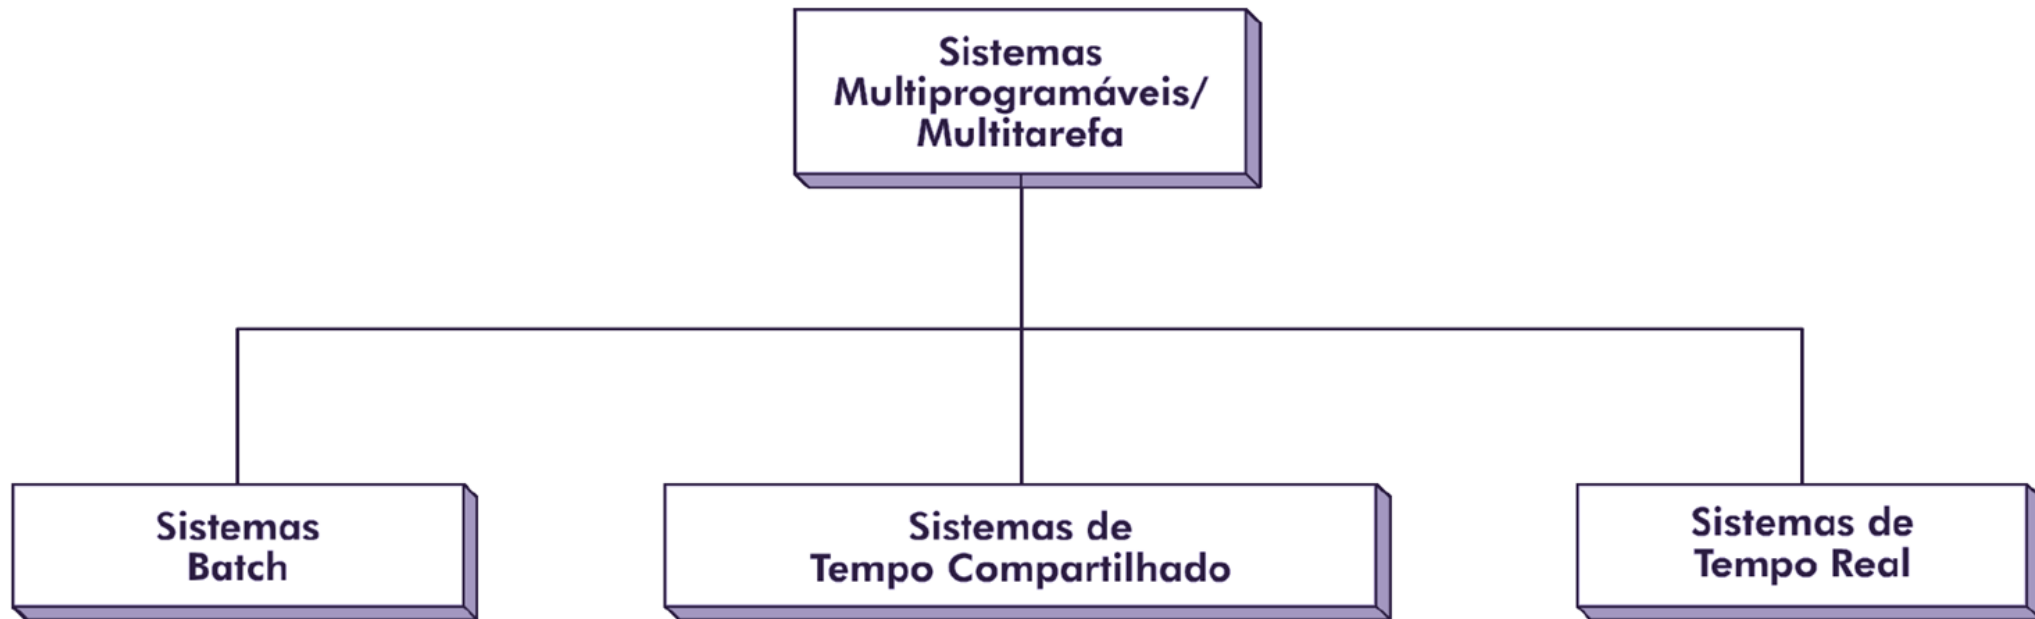 Sistemas
Multiprogramáveis/
Multitarefa
Sistemas
Batch
Sistemas de
Tempo Compartilhado
Sistemas de
Tempo Real